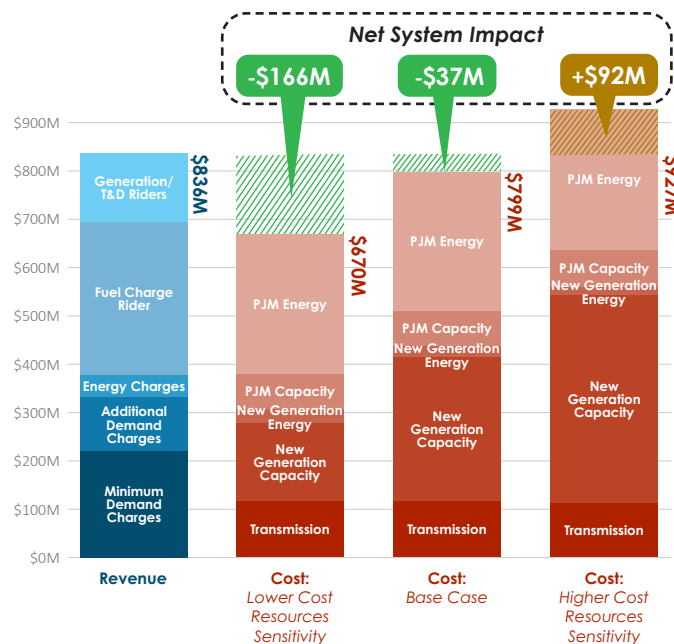 Net System Impact
-$166M
-$37M
+$92M
$900M
$800M
$700M
$600M
$500M
$400M
$300M
$200M
$100M
$0M
Generation/
T&D Riders
Fuel Charge
Rider
Energy Charges
Additional
Demand
Charges
Minimum
Demand
Charges
$836M
PJM Energy
PJM Capacity
New Generation
Energy
New
Generation
Capacity
Transmission
$670M
PJM Energy
PJM Capacity
New Generation
Energy
New
Generation
Capacity
Transmission
$799M
PJM Energy
PJM Capacity
New Generation
Energy
New
Generation
Capacity
Transmission
$927M
Revenue
Cost:
Lower Cost
Resources
Sensitivity
Cost:
Base Case
Cost:
Higher Cost
Resources
Sensitivity